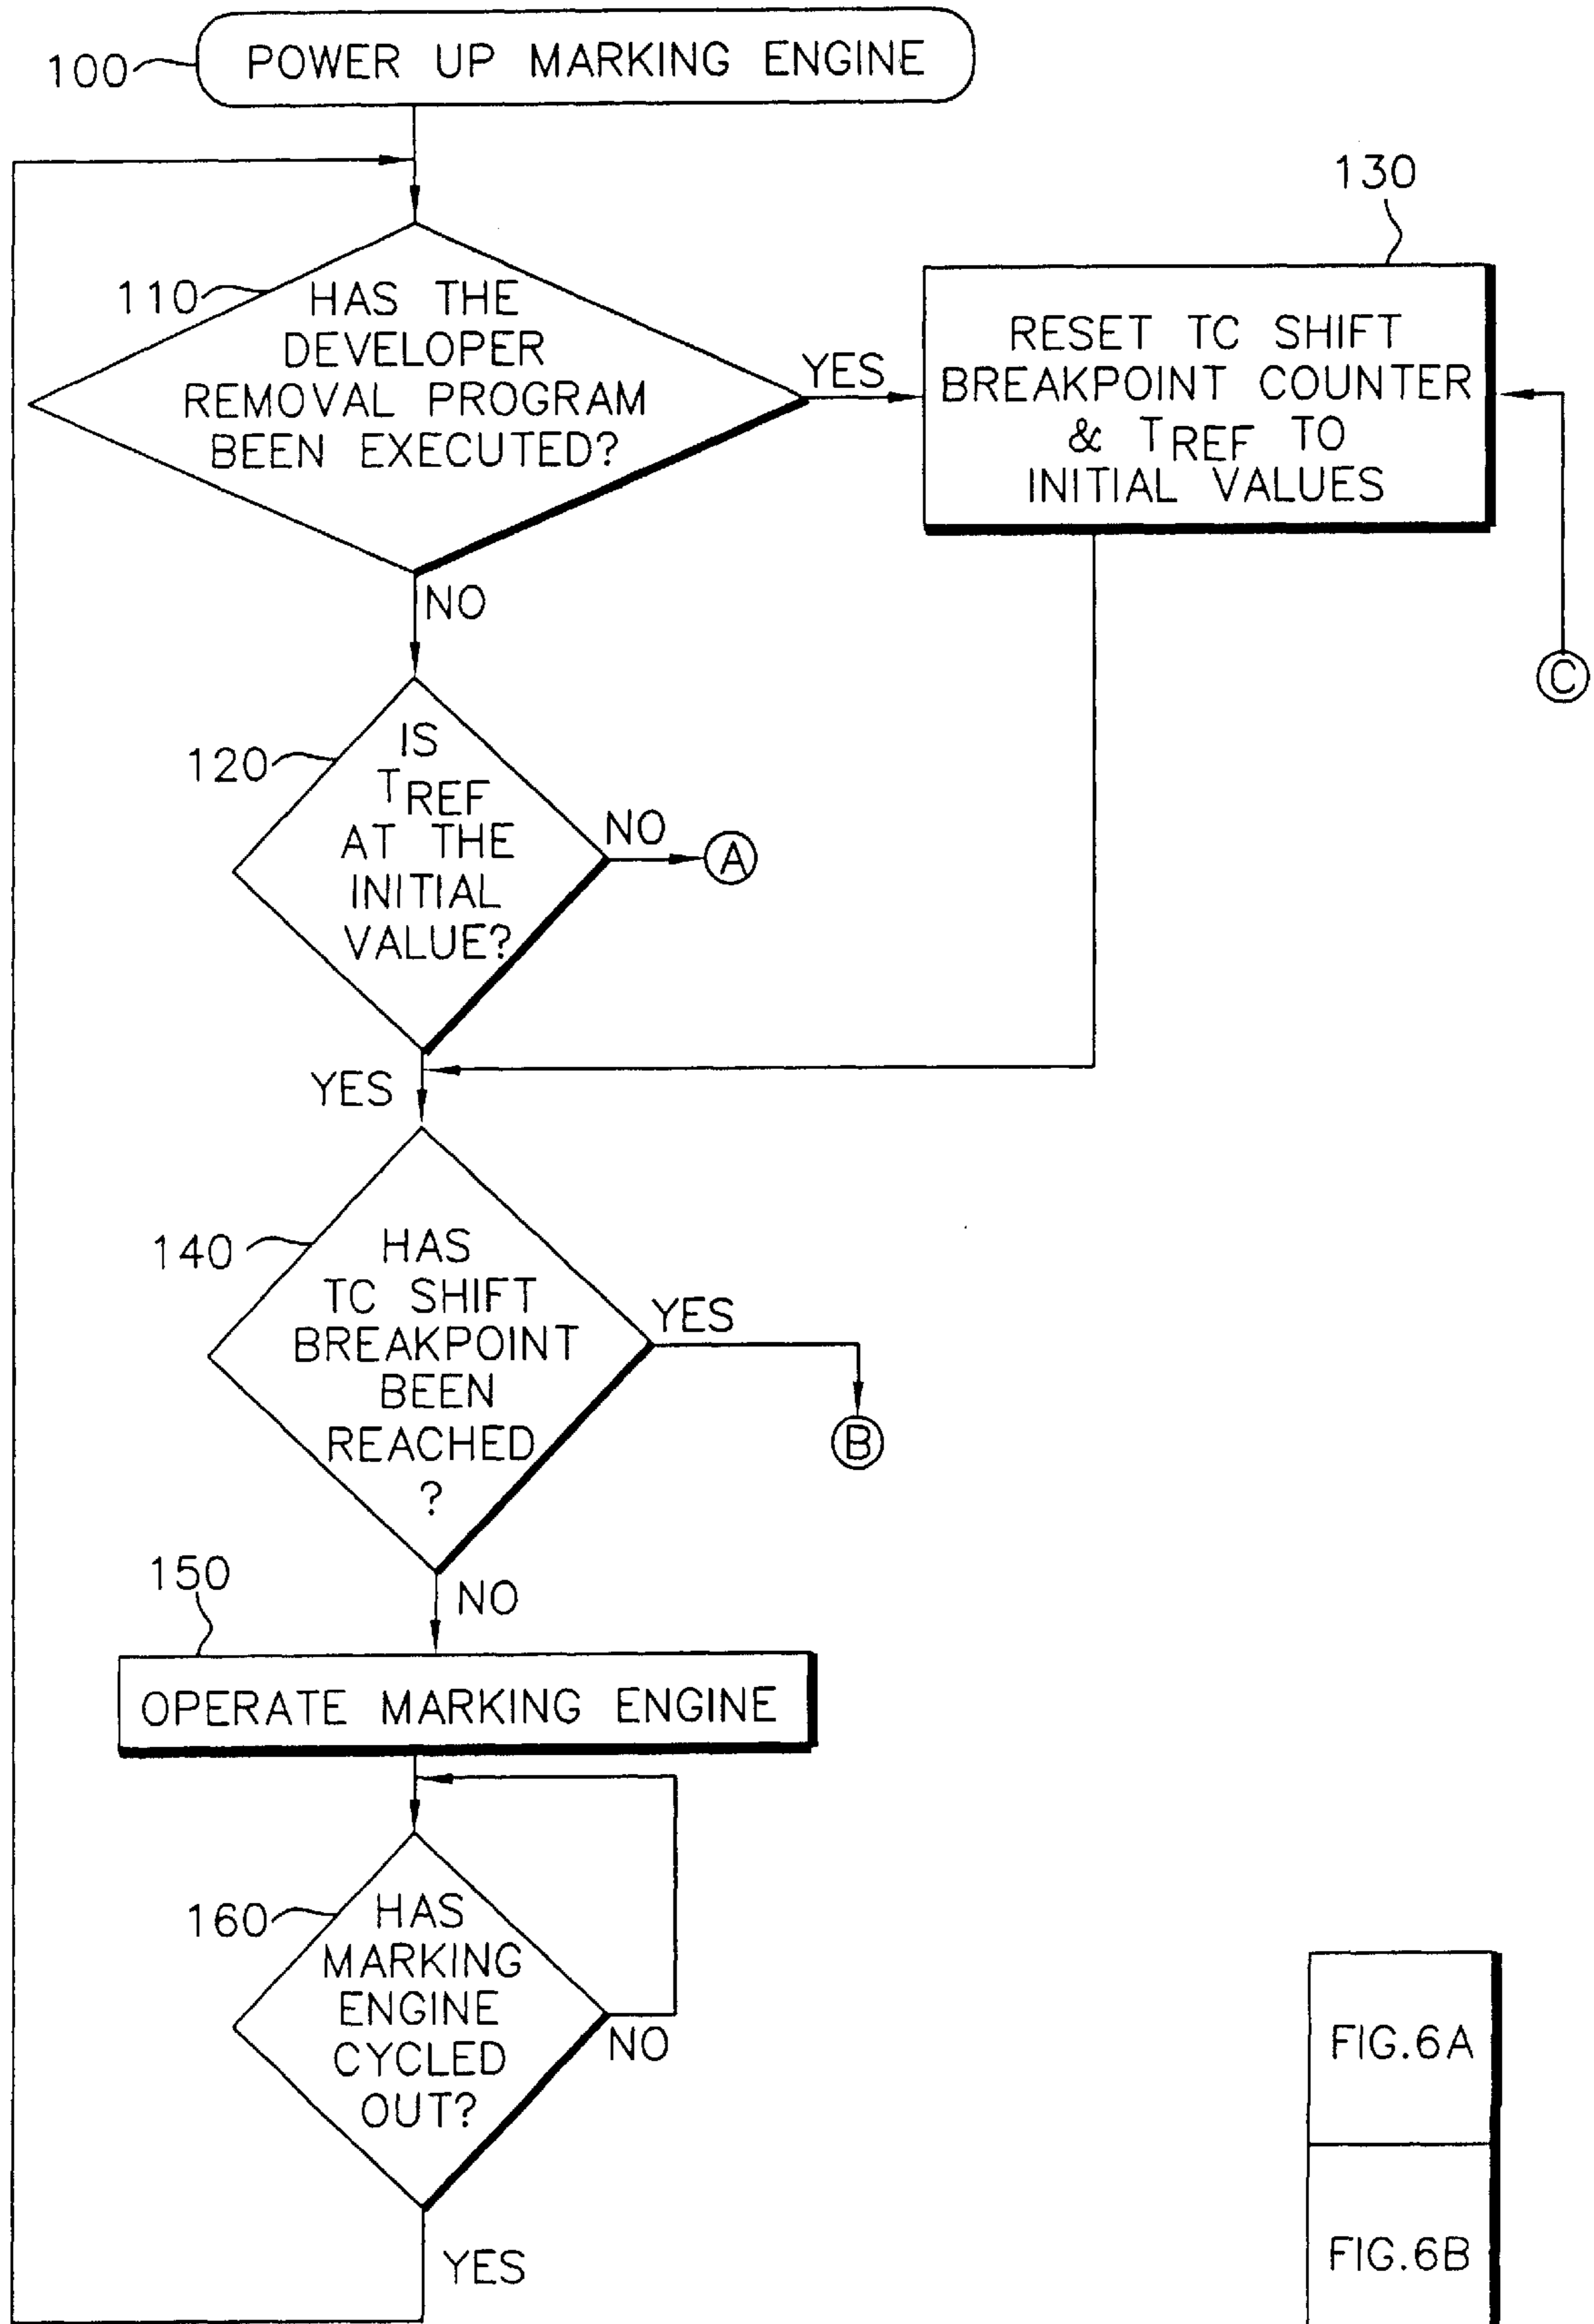 100
POWER UP MARKING ENGINE
130
110
HAS THE
DEVELOPER
REMOVAL PROGRAM
BEEN EXECUTED?
YES
RESET TC SHIFT
BREAKPOINT COUNTER
& TREF TO
INITIAL VALUES
NO
C
120
IS
TREF
AT THE
INITIAL
VALUE?
NO
A
YES
140
HAS
TC SHIFT
BREAKPOINT
BEEN
REACHED
?
YES
B
150
NO
OPERATE MARKING ENGINE
160
HAS
MARKING
ENGINE
CYCLED
OUT?
NO
YES
FIG.6A
FIG.6B